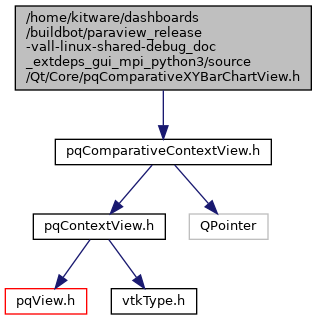 /home/kitware/dashboards
/buildbot/paraview_release
-vall-linux-shared-debug_doc
_extdeps_gui_mpi_python3/source
/Qt/Core/pqComparativeXYBarChartView.h
pqComparativeContextView.h
pqContextView.h
QPointer
pqView.h
vtkType.h